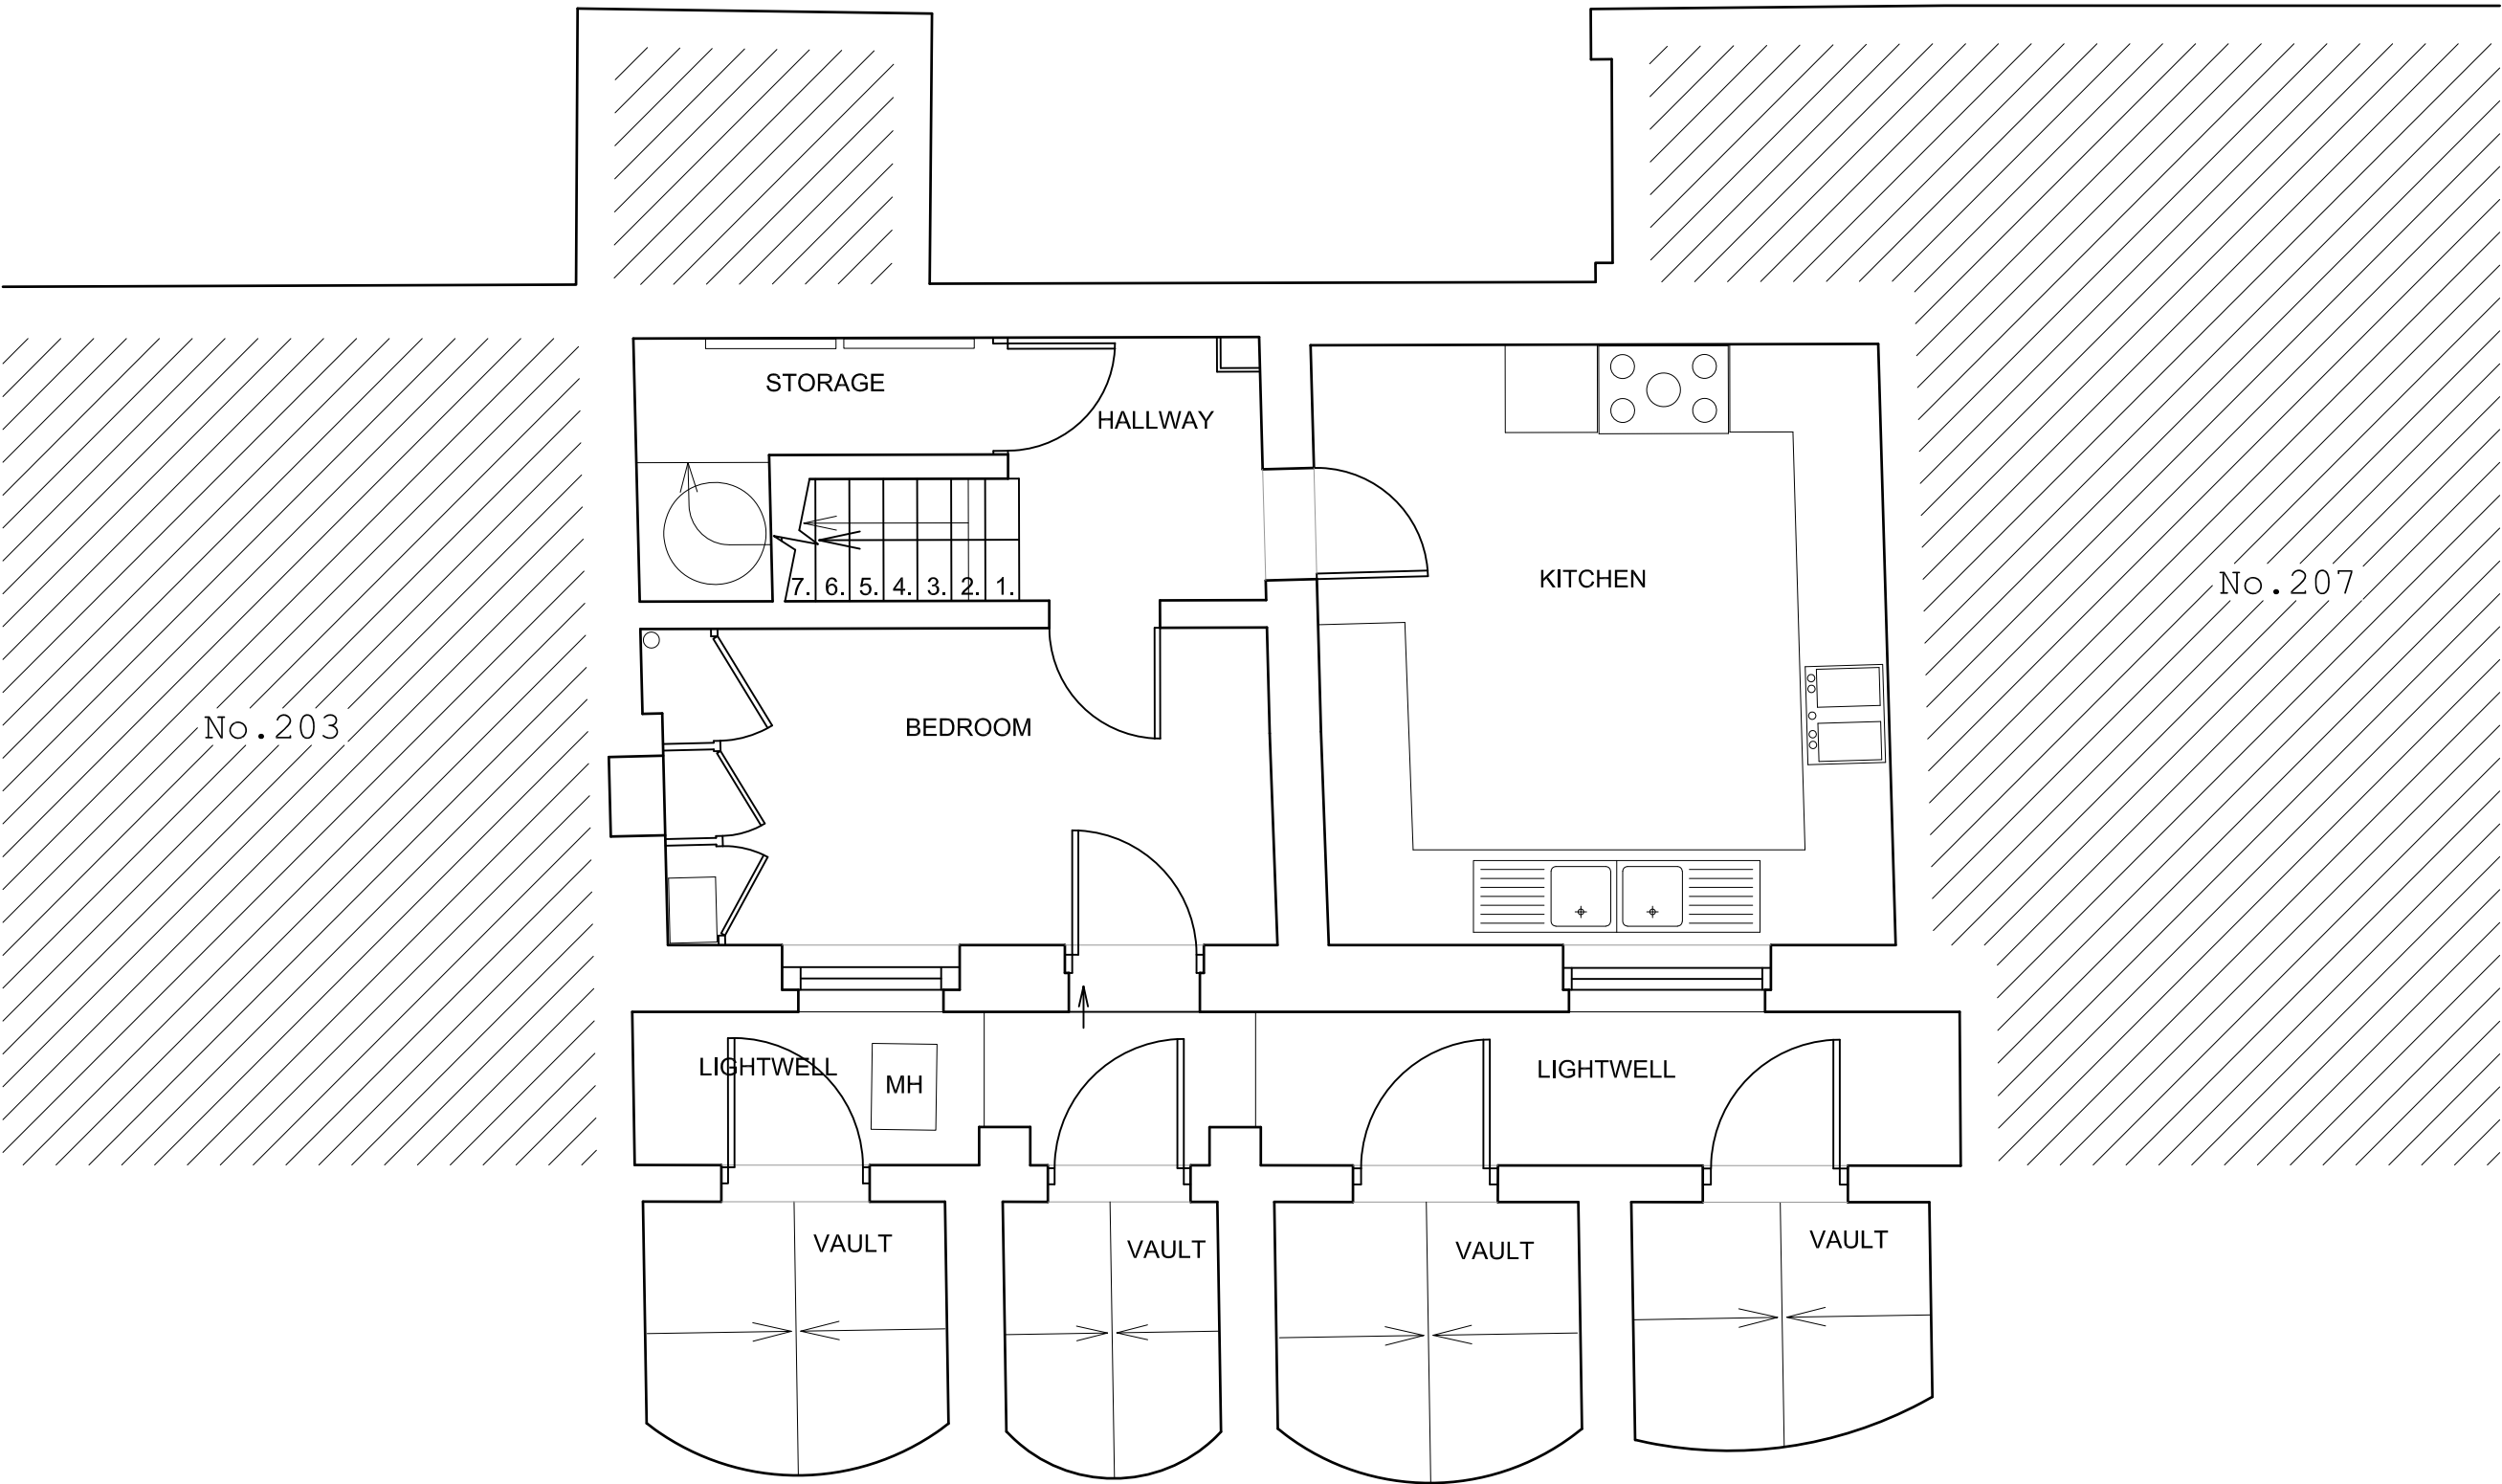 STORAGE
HALLWAY
7. 6. 5. 4. 3. 2. 1.
KITCHEN
No.207
No.203
BEDROOM
LIGHTWELL
MH
LIGHTWELL
VAULT
VAULT
VAULT
VAULT